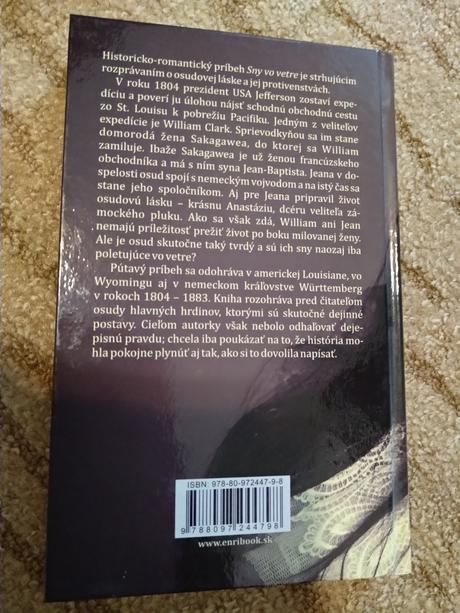 Historicko-romantický príbeh Sny vo vetre je strhujúcim
rozprávaním o osudovej láske a jej protivenstvách.
V roku 1804 prezident USA Jefferson zostaví expe-
díciu a poverí ju úlohou nájsť schodnú obchodnú cestu
zo St. Louisu k pobrežiu Pacifiku. Jedným z veliteľov
expedície je William Clark. Sprievodkyňou sa im stane
domorodá žena Sakagawea, do ktorej sa William
zamiluje. Ibaže Sakagawea je už ženou francúzskeho
obchodníka a má s ním syna Jean-Baptista. Jeana v do-
spelosti osud spojí s nemeckým vojvodom a na istý čas sa
stane jeho spoločníkom. Aj pre Jeana pripravil život
osudovú lásku – krásnu Anastáziu, dcéru veliteľa zá-
mockého pluku. Ako sa však zdá, William ani Jean
nemajú príležitosť prežiť život po boku milovanej ženy.
Ale je osud skutočne taký tvrdý a sú ich sny naozaj iba
poletujúce vo vetre?
Pútavý príbeh sa odohráva v americkej Louisiane, vo
Wyomingu aj v nemeckom kráľovstve Württemberg
v rokoch 1804 – 1883. Kniha rozohráva pred čitateľom
osudy hlavných hrdinov, ktorými sú skutočné dejinné
postavy. Cieľom autorky však nebolo odhaľovať deje-
pisnú pravdu; chcela iba poukázať na to, že história mo-
hla pokojne plynúť aj tak, ako si to dovolila napísať.
ISBN: 978-80-972447-9-8
9 788097 244798
www.enribook.sk